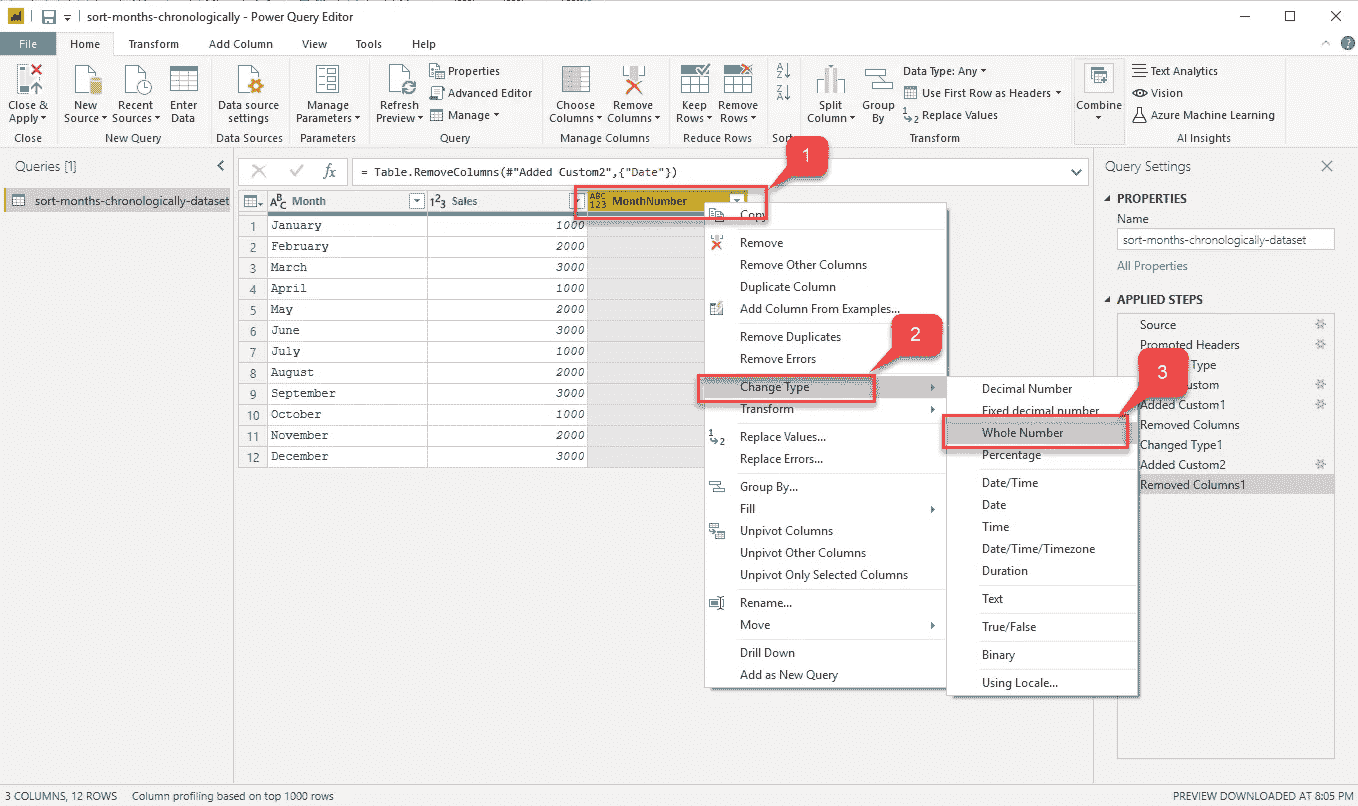 sort-months-chronologically - Power Query Editor
File Home Transform Add Column View Tools Help
Close & Apply
Close
New Source
Recent Sources
Enter Data
New Query
Data source settings
Data Sources
Manage Parameters
Parameters
Refresh Preview
Properties
Advanced Editor
Manage
Query
Choose Columns
Remove Columns
Manage Columns
Keep Rows
Remove Rows
Reduce Rows
Split Column
Group By
Data Type: Any
Use First Row as Headers
Replace Values
Transform
Combine
Text Analytics
Vision
Azure Machine Learning
AI Insights
Queries [1]
sort-months-chronologically-dataset
= Table.RemoveColumns(#"Added Custom2",{"Date"})
1
Month Sales MonthNumber
1 January 1000
2 February 2000
3 March 3000
4 April 1000
5 May 2000
6 June 3000
7 July 1000
8 August 2000
9 September 3000
10 October 1000
11 November 2000
12 December 3000
Copy
Remove
Remove Other Columns
Duplicate Column
Add Column From Examples...
Remove Duplicates
Remove Errors
2
Change Type
Transform
Replace Values...
Replace Errors...
Group By...
Fill
Unpivot Columns
Unpivot Other Columns
Unpivot Only Selected Columns
Rename...
Move
Drill Down
Add as New Query
3
Decimal Number
Fixed decimal number
Whole Number
Percentage
Date/Time
Date
Time
Date/Time/Timezone
Duration
Text
True/False
Binary
Using Locale...
Query Settings
PROPERTIES
Name
sort-months-chronologically-dataset
All Properties
APPLIED STEPS
Source
Promoted Headers
Type
Added Custom1
Removed Columns
Changed Type1
Added Custom2
Removed Columns1
3 COLUMNS, 12 ROWS Column profiling based on top 1000 rows
PREVIEW DOWNLOADED AT 8:05 PM